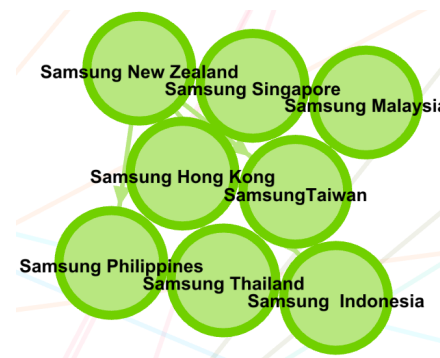 Samsung New Zealand
Samsung Singapore
Samsung Malaysia
Samsung Hong Kong
SamsungTaiwan
Samsung Philippines
Samsung Thailand
Samsung  Indonesia